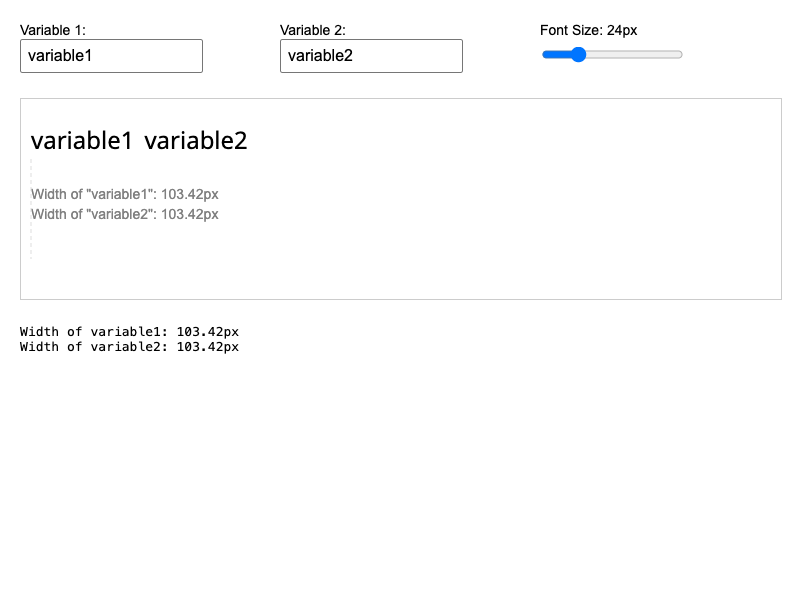 Variable 1:
Variable 2:
Font Size: 24px
variable1
variable2
variable1 variable2
Width of "variable1": 103.42px
Width of "variable2": 103.42px
Width of variable1: 103.42px
Width of variable2: 103.42px